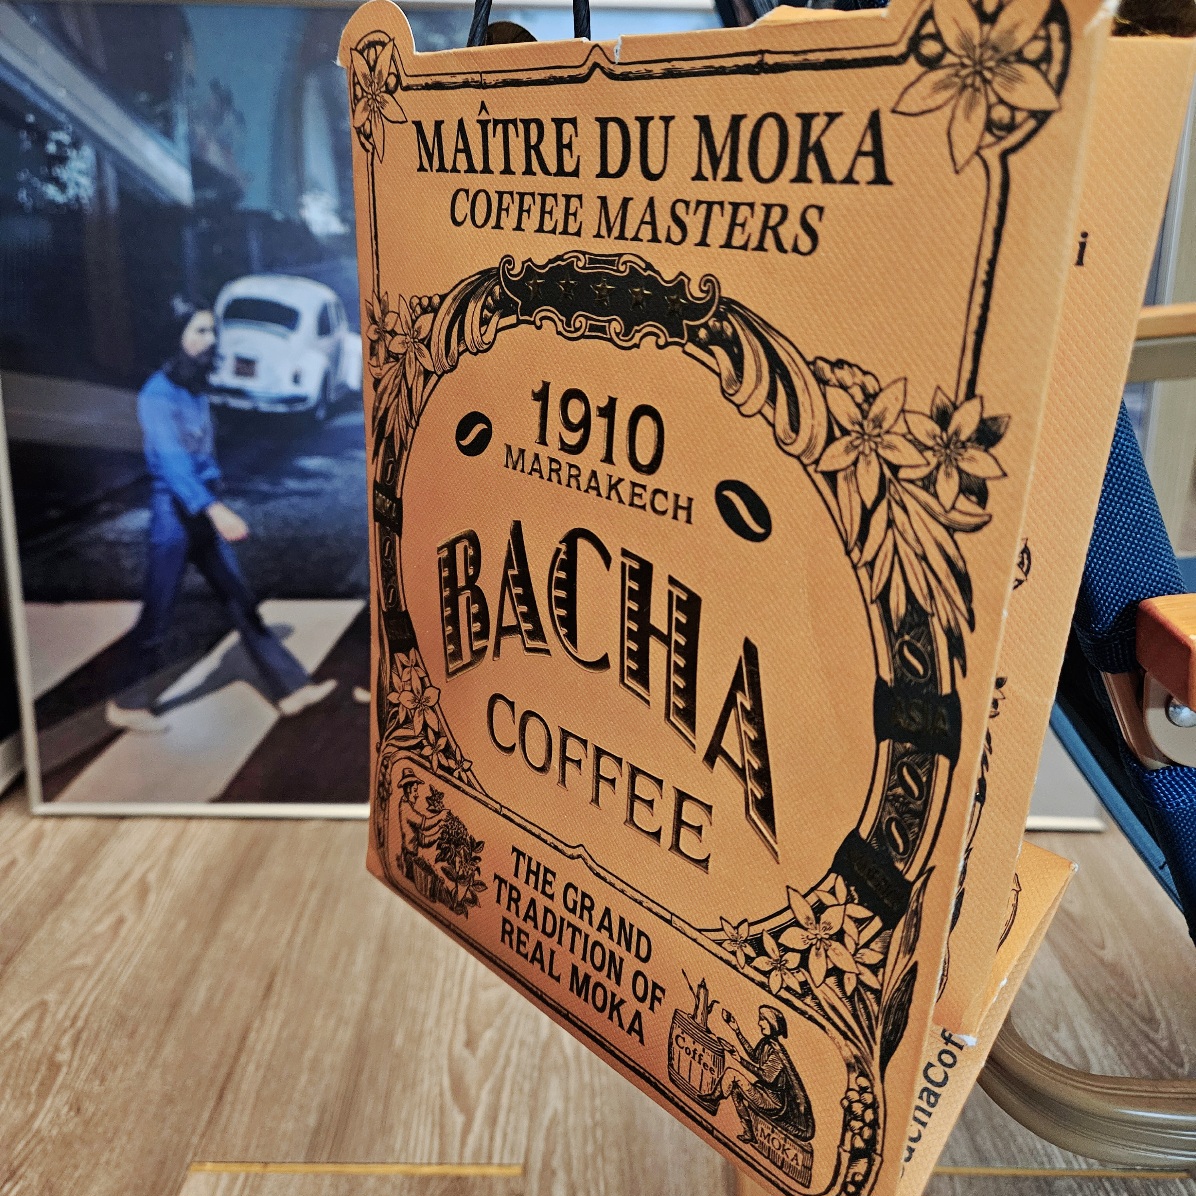 MAÎTRE DU MOKA
COFFEE MASTERS
1910
MARRAKECH
BACHA
COFFEE
THE GRAND
TRADITION OF
REAL MOKA
Coffee
MOKA
i